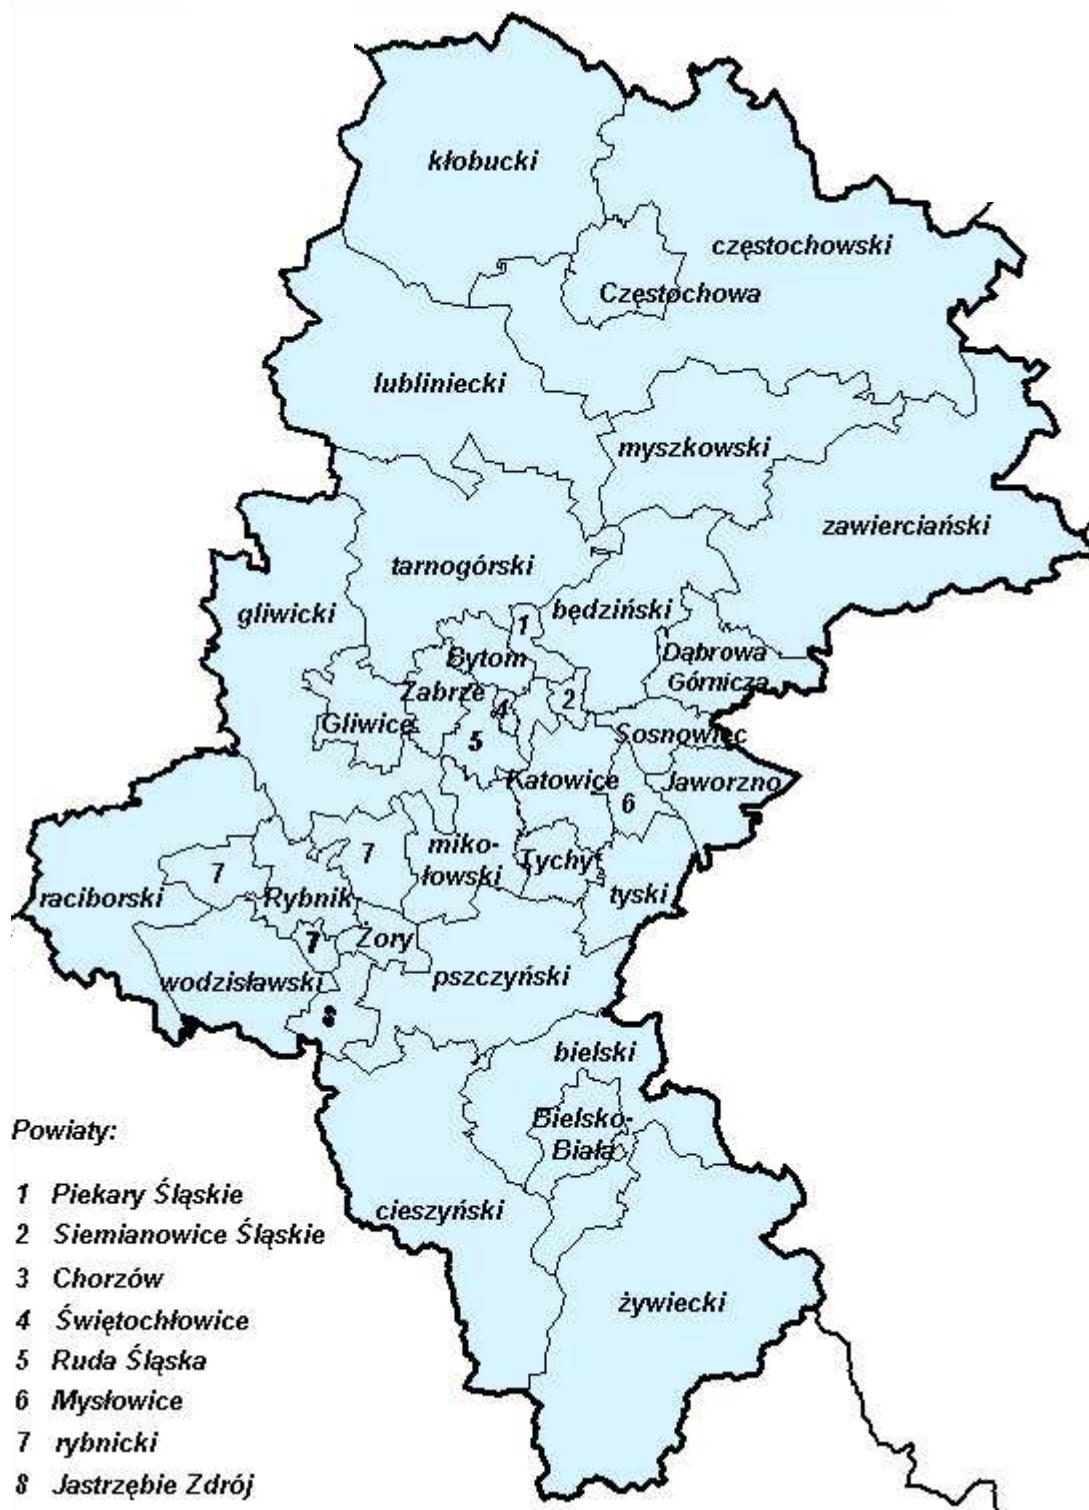 kłobucki
częstochowski
Częstochowa
lubliniecki
myszkowski
zawierciański
tarnogórski
gliwicki
będziński
1
Bytom
Dąbrowa
Górnicza
Zabrze
2
4
Gliwice
5
Sosnowiec
Katowice
Jaworzno
6
miko-
łowski
7
Tychy
7
raciborski
Rybnik
tyski
7
Żory
wodzisławski
pszczyński
8
bielski
Bielsko-
Biała
cieszyński
żywiecki
Powiaty:
1 Piekary Śląskie
2 Siemianowice Śląskie
3 Chorzów
4 Świętochłowice
5 Ruda Śląska
6 Mysłowice
7 rybnicki
8 Jastrzębie Zdrój